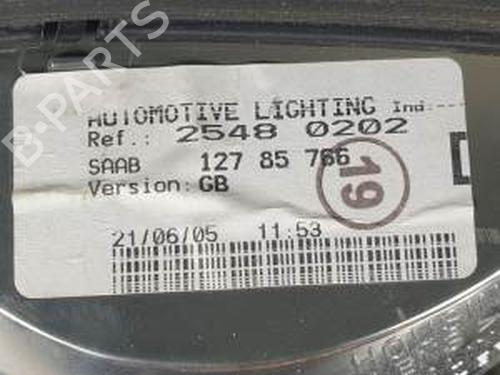 AUTOMOTIVE LIGHTING Ind.
Ref.: 2548 0202
SAAB 127 85 766
Version: GB
19
21/06/05 11:53
B-PARTS